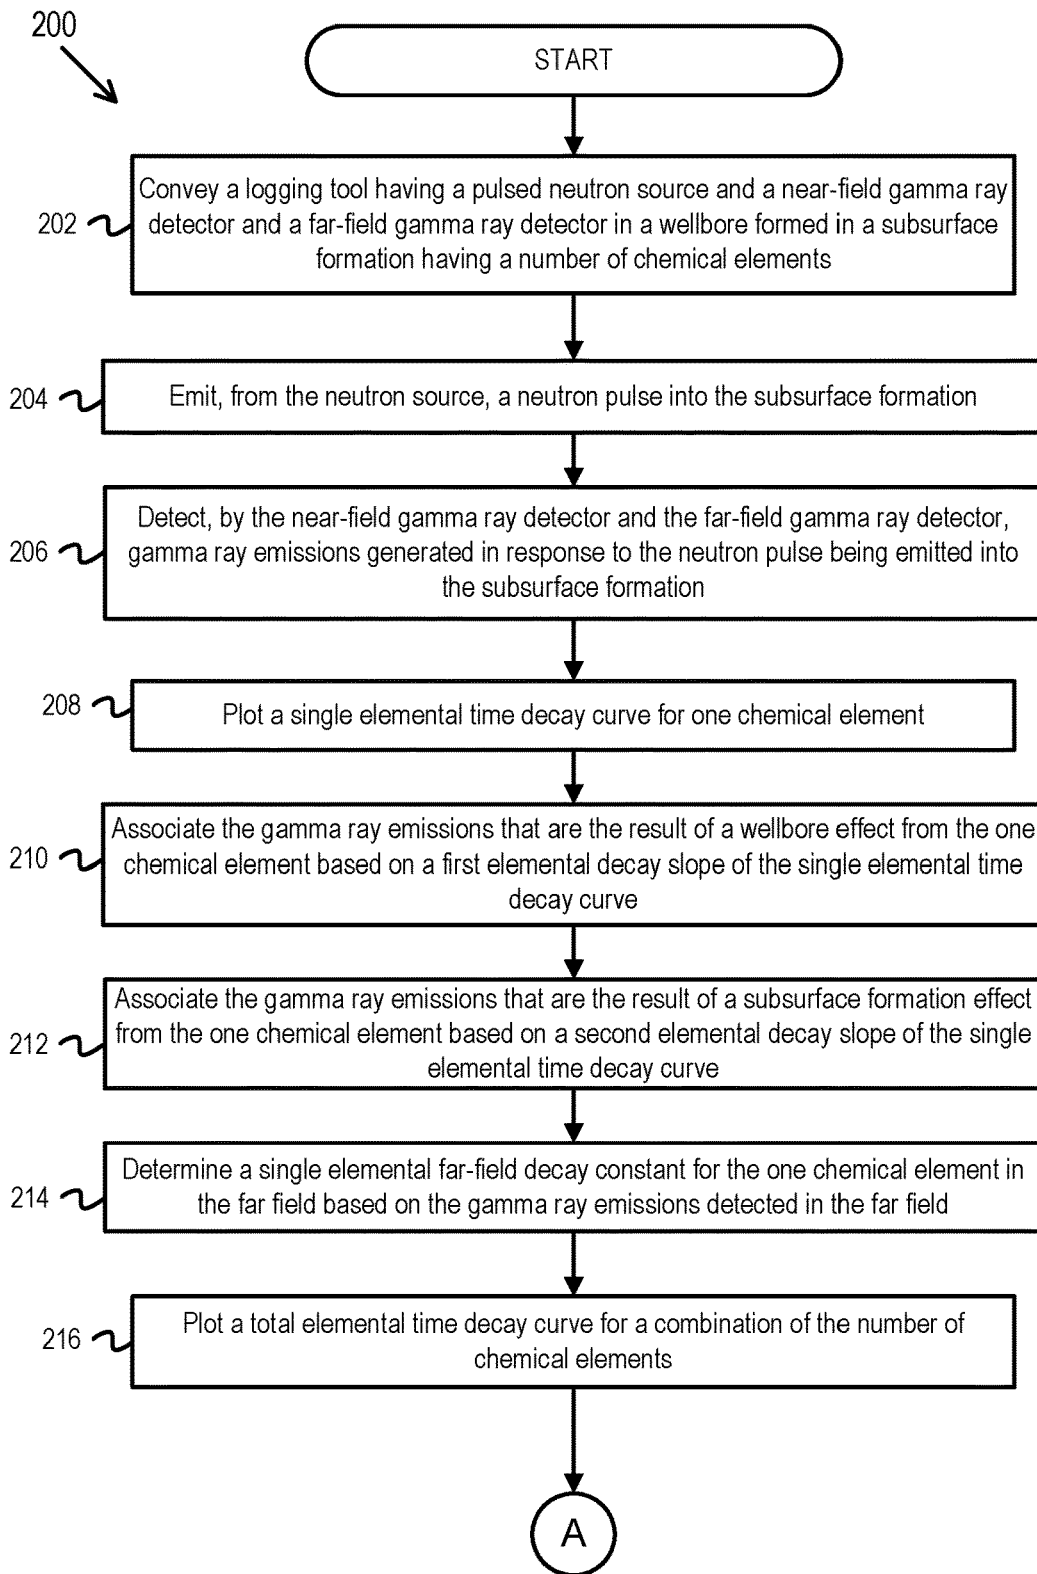 200
START
202
Convey a logging tool having a pulsed neutron source and a near-field gamma ray
detector and a far-field gamma ray detector in a wellbore formed in a subsurface
formation having a number of chemical elements
204
Emit, from the neutron source, a neutron pulse into the subsurface formation
206
Detect, by the near-field gamma ray detector and the far-field gamma ray detector,
gamma ray emissions generated in response to the neutron pulse being emitted into
the subsurface formation
208
Plot a single elemental time decay curve for one chemical element
210
Associate the gamma ray emissions that are the result of a wellbore effect from the one
chemical element based on a first elemental decay slope of the single elemental time
decay curve
212
Associate the gamma ray emissions that are the result of a subsurface formation effect
from the one chemical element based on a second elemental decay slope of the single
elemental time decay curve
214
Determine a single elemental far-field decay constant for the one chemical element in
the far field based on the gamma ray emissions detected in the far field
216
Plot a total elemental time decay curve for a combination of the number of
chemical elements
A